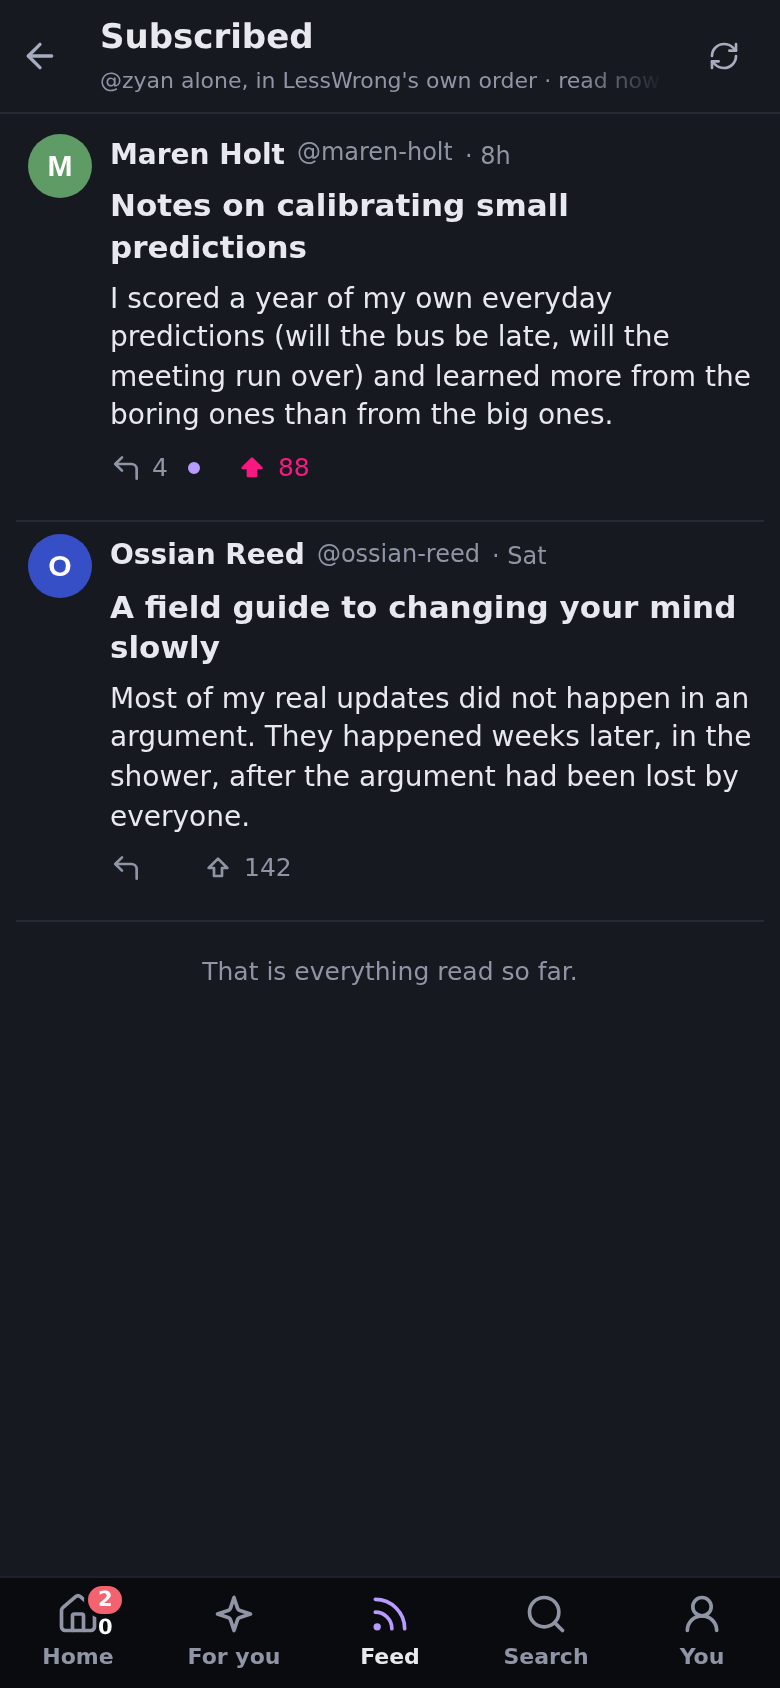 Subscribed
@zyan alone, in LessWrong's own order · read now
M
Maren Holt @maren-holt · 8h
Notes on calibrating small
predictions
I scored a year of my own everyday
predictions (will the bus be late, will the
meeting run over) and learned more from the
boring ones than from the big ones.
4 88
O
Ossian Reed @ossian-reed · Sat
A field guide to changing your mind
slowly
Most of my real updates did not happen in an
argument. They happened weeks later, in the
shower, after the argument had been lost by
everyone.
142
That is everything read so far.
2
0
Home For you Feed Search You